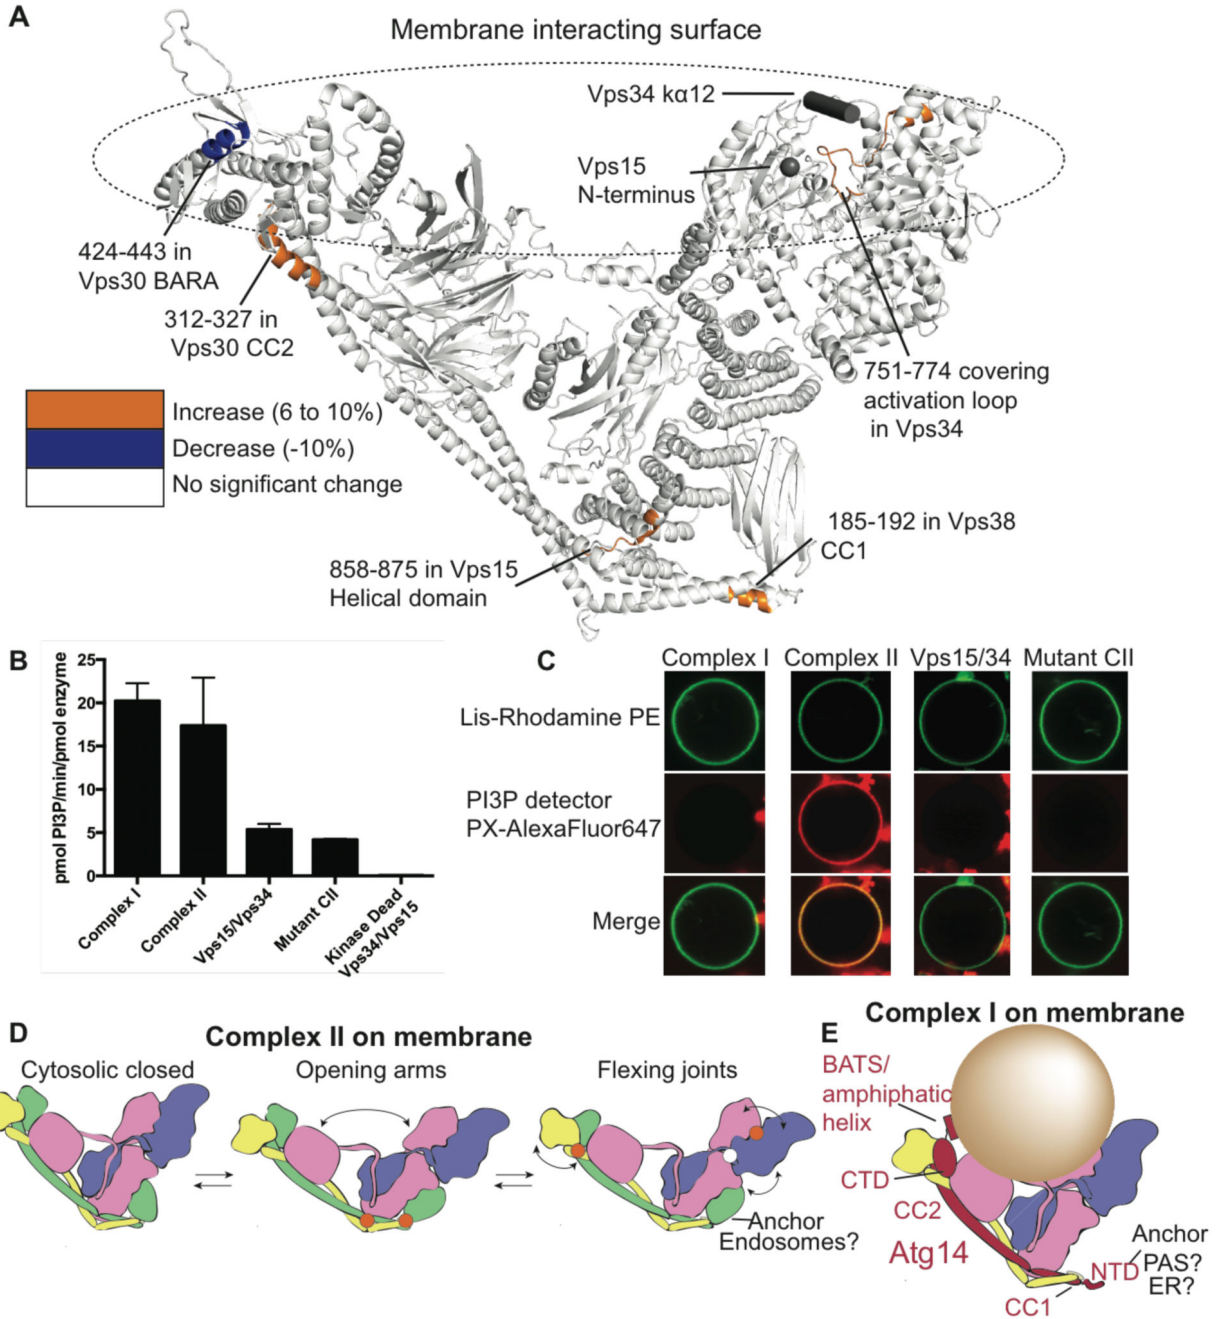 A
Membrane interacting surface
Vps34 kα12
Vps15
N-terminus
424-443 in
Vps30 BARA
312-327 in
Vps30 CC2
751-774 covering
activation loop
in Vps34
Increase (6 to 10%)
Decrease (-10%)
No significant change
185-192 in Vps38
CC1
858-875 in Vps15
Helical domain
B
pmol PI3P/min/pmol enzyme
25
20
15
10
5
0
Complex I
Complex II
Vps15/Vps34
Mutant CII
Kinase Dead
Vps34/Vps15
C
Complex I
Complex II
Vps15/34
Mutant CII
Lis-Rhodamine PE
PI3P detector
PX-AlexaFluor647
Merge
D
Complex II on membrane
Cytosolic closed
Opening arms
Flexing joints
Anchor
Endosomes?
E
Complex I on membrane
BATS/
amphiphatic
helix
CTD
CC2
Atg14
CC1
NTD
Anchor
PAS?
ER?